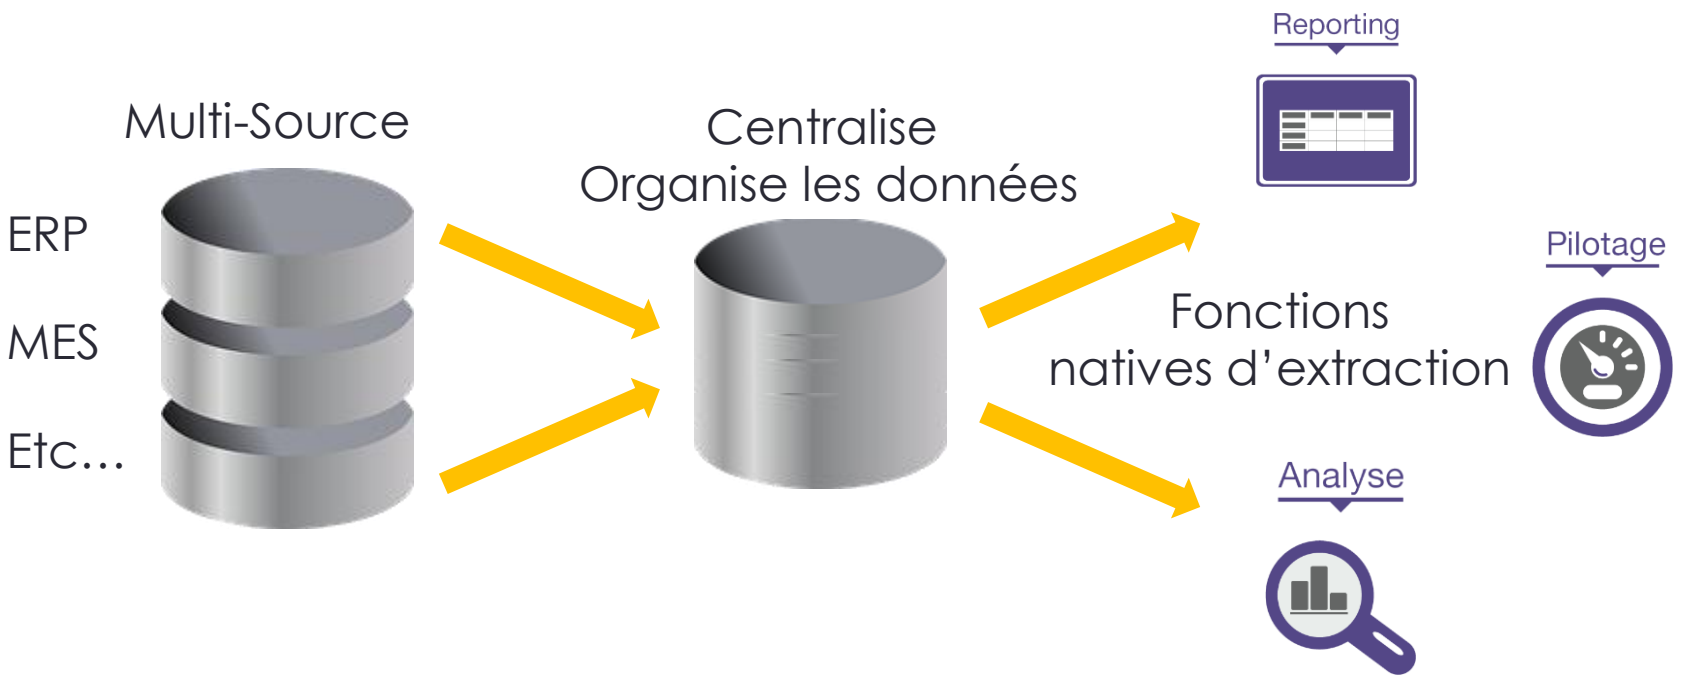 Multi-Source
ERP
MES
Etc...
Centralise
Organise les données
Fonctions
natives d’extraction
Reporting
Pilotage
Analyse